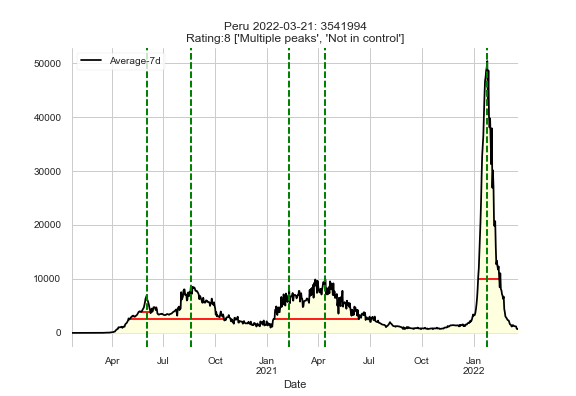 Peru 2022-03-21: 3541994
Rating:8 ['Multiple peaks', 'Not in control']
Average-7d
50000
40000
30000
20000
10000
0
Apr Jul Oct Jan Apr Jul Oct Jan
2021 2022
Date